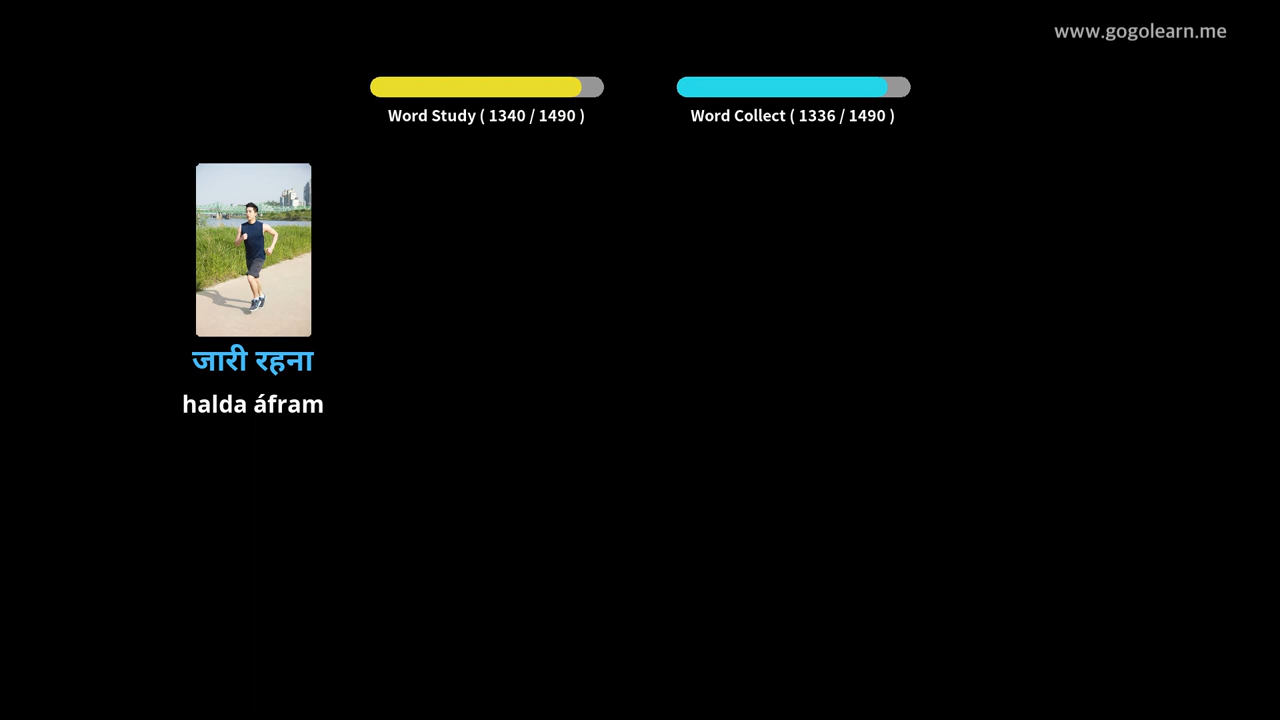 www.gogolearn.me
Word Study ( 1340 / 1490 )
Word Collect ( 1336 / 1490 )
जारी रहना
halda áfram